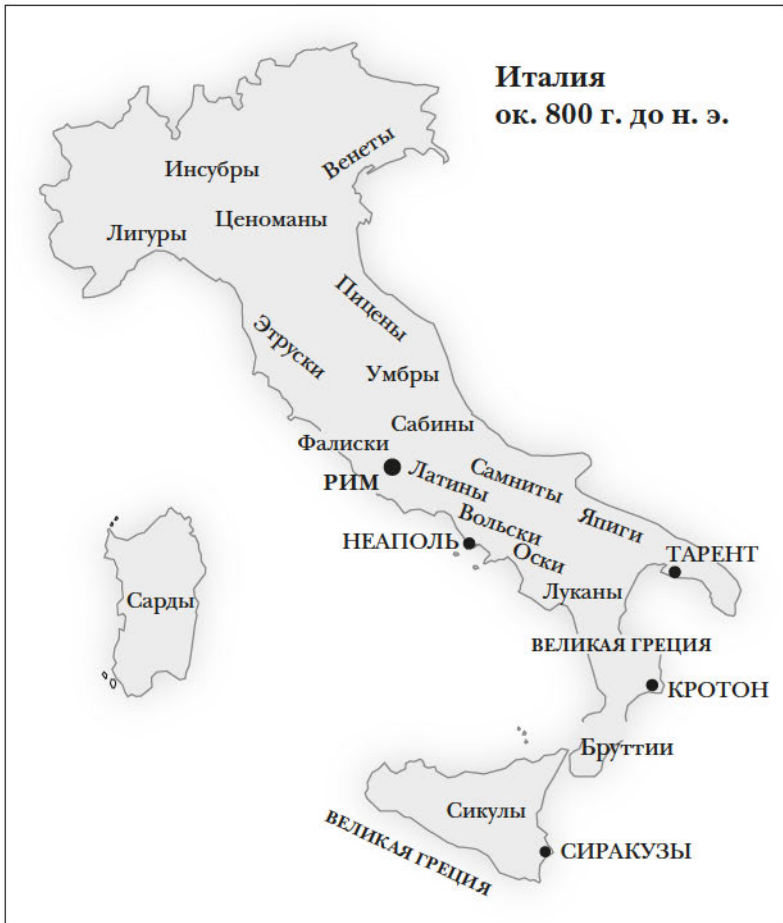 Италия
ок. 800 г. до н. э.
Венеты
Инсубры
Ценоманы
Лигуры
Пицены
Этруски
Умбры
Сабины
Фалиски
РИМ
Латины
Самниты
Вольски
Япиги
НЕАПОЛЬ
Оски
ТАРЕНТ
Луканы
Сарды
ВЕЛИКАЯ ГРЕЦИЯ
КРОТОН
Бруттии
Сикулы
ВЕЛИКАЯ ГРЕЦИЯ
СИРАКУЗЫ